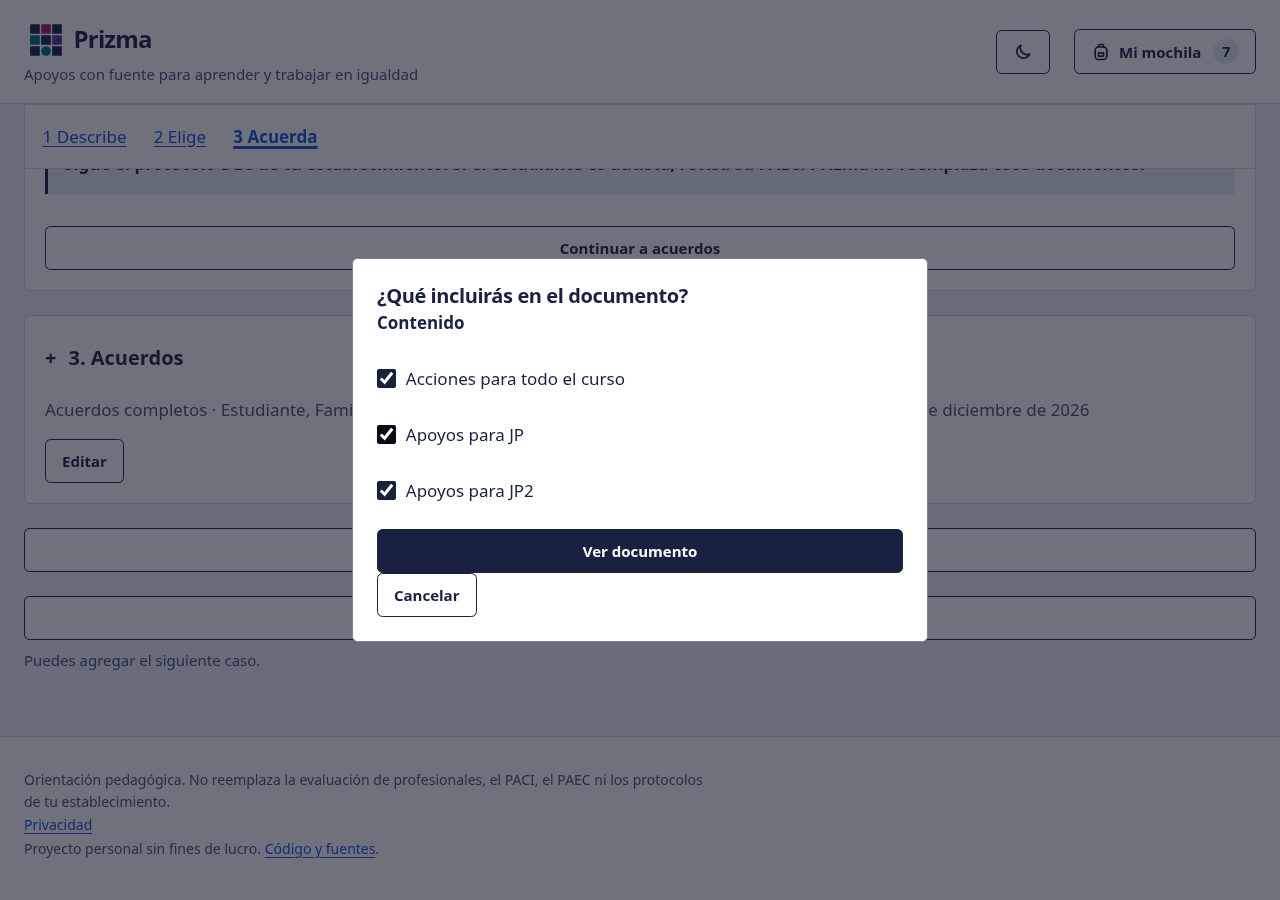 Prizma
Apoyos con fuente para aprender y trabajar en igualdad
Mi mochila 7
1 Describe 2 Elige 3 Acuerda
Continuar a acuerdos
¿Qué incluirás en el documento?
Contenido
Acciones para todo el curso
Apoyos para JP
Apoyos para JP2
Ver documento
Cancelar
+ 3. Acuerdos
Acuerdos completos · Estudiante, Fami
e diciembre de 2026
Editar
Puedes agregar el siguiente caso.
Orientación pedagógica. No reemplaza la evaluación de profesionales, el PACI, el PAEC ni los protocolos
de tu establecimiento.
Privacidad
Proyecto personal sin fines de lucro. Código y fuentes.